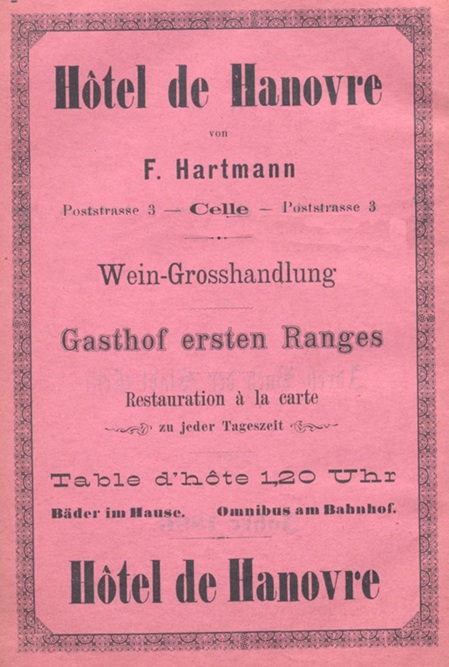 Hôtel de Hanovre
von
F. Hartmann
Poststrasse 3 — Celle — Poststrasse 3
Wein-Grosshandlung
Gasthof ersten Ranges
Restauration à la carte
zu jeder Tageszeit
Table d'hôte 1,20 Uhr
Bäder im Hause. Omnibus am Bahnhof.
Hôtel de Hanovre